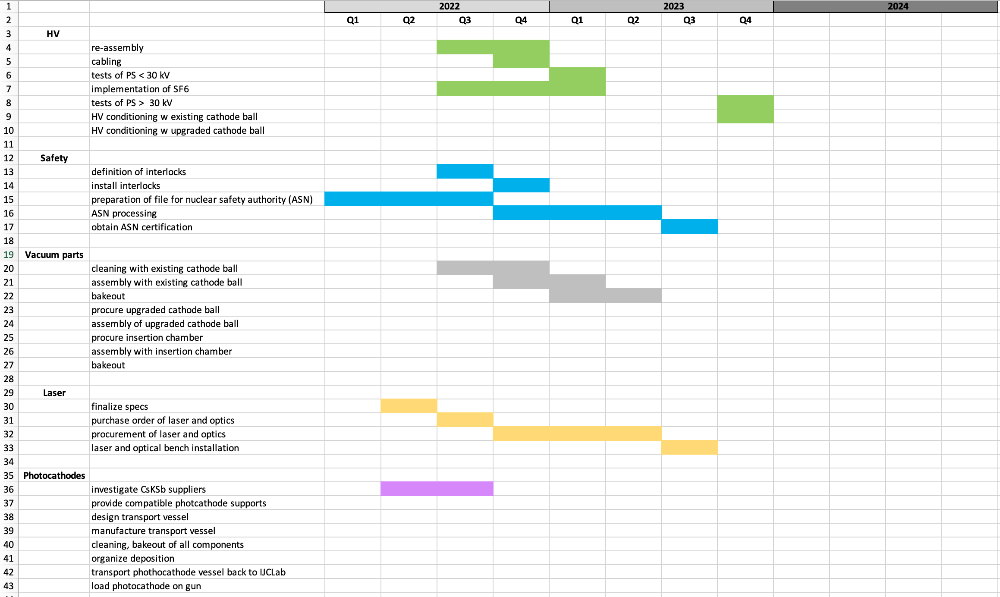 1 2022 2023 2024
2 Q1 Q2 Q3 Q4 Q1 Q2 Q3 Q4
3 HV
4 re-assembly
5 cabling
6 tests of PS < 30 kV
7 implementation of SF6
8 tests of PS >  30 kV
9 HV conditioning w existing cathode ball
10 HV conditioning w upgraded cathode ball
11
12 Safety
13 definition of interlocks
14 install interlocks
15 preparation of file for nuclear safety authority (ASN)
16 ASN processing
17 obtain ASN certification
18
19 Vacuum parts
20 cleaning with existing cathode ball
21 assembly with existing cathode ball
22 bakeout
23 procure upgraded cathode ball
24 assembly of upgraded cathode ball
25 procure insertion chamber
26 assembly with insertion chamber
27 bakeout
28
29 Laser
30 finalize specs
31 purchase order of laser and optics
32 procurement of laser and optics
33 laser and optical bench installation
34
35 Photocathodes
36 investigate CsKSb suppliers
37 provide compatible photcathode supports
38 design transport vessel
39 manufacture transport vessel
40 cleaning, bakeout of all components
41 organize deposition
42 transport phothocathode vessel back to IJCLab
43 load photocathode on gun